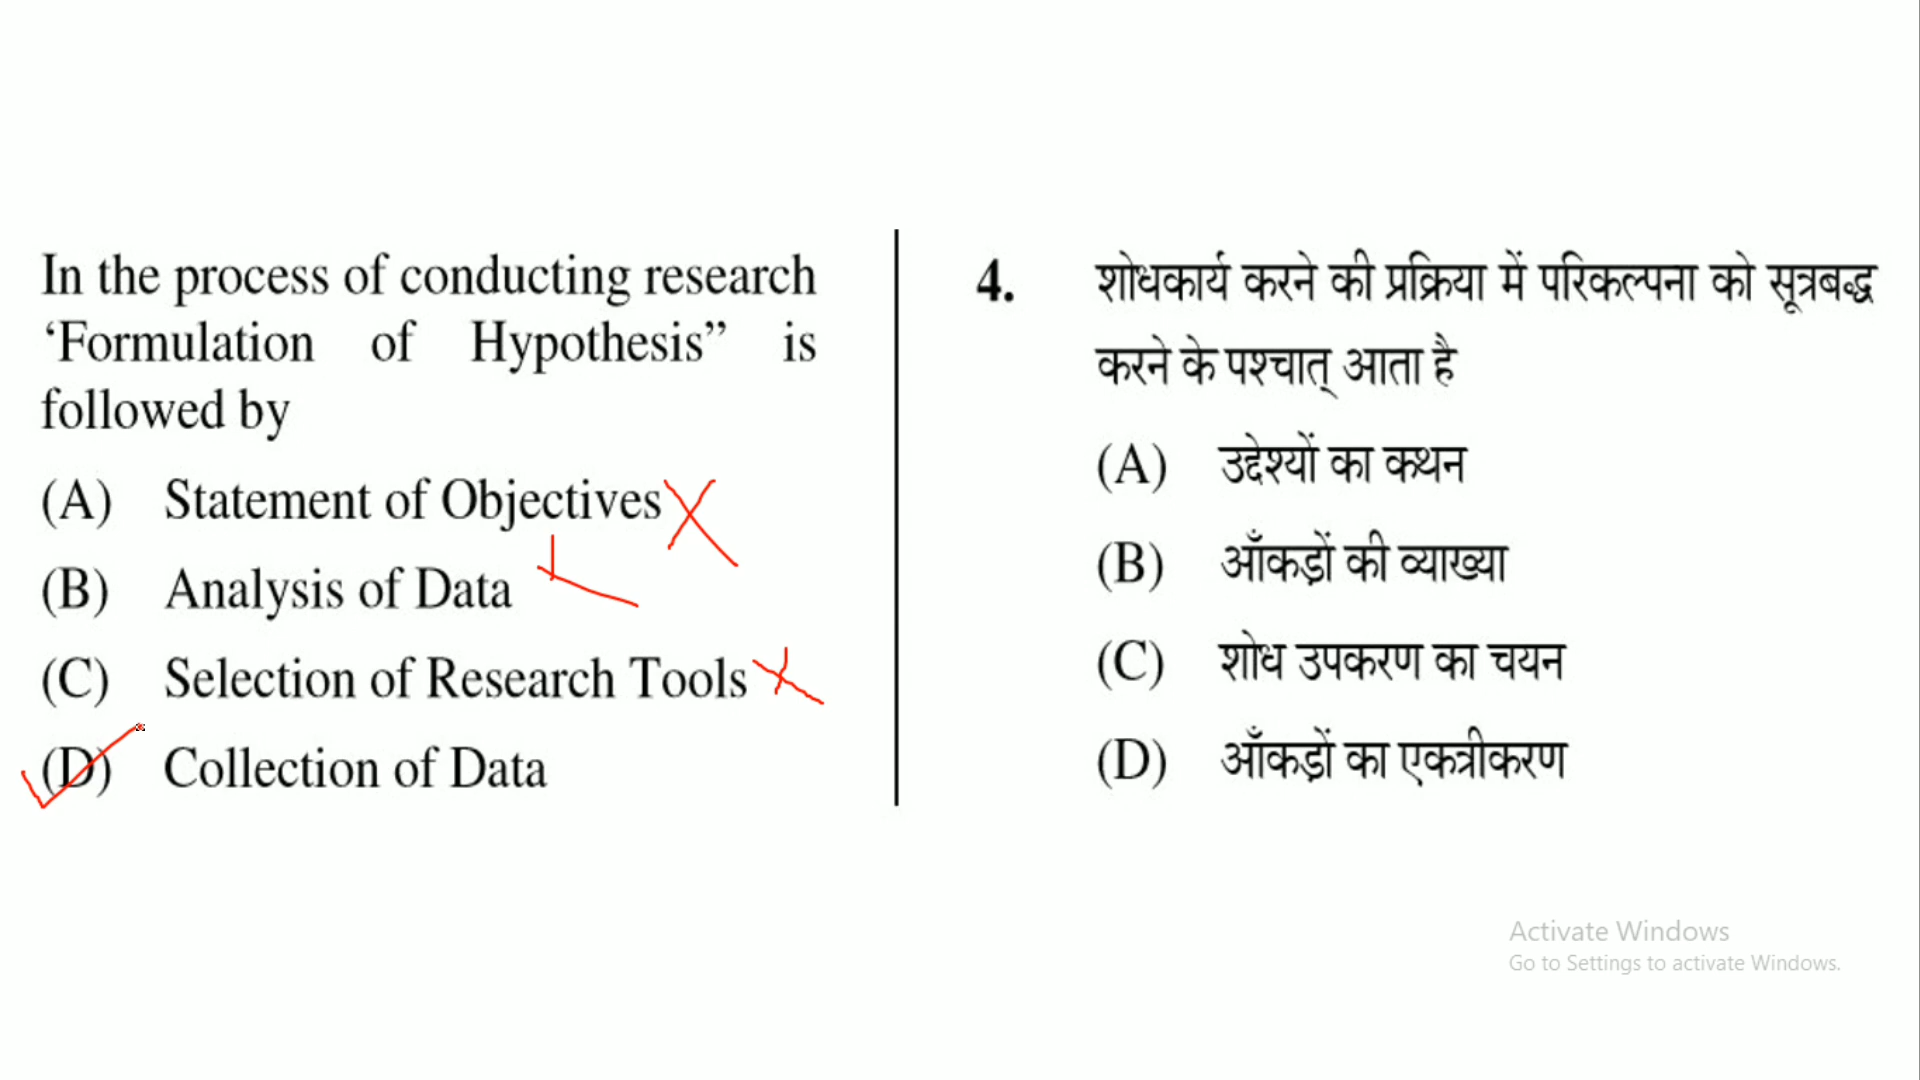 In the process of conducting research
‘Formulation of Hypothesis” is
followed by
(A) Statement of Objectives
(B) Analysis of Data
(C) Selection of Research Tools
(D) Collection of Data
4. शोधकार्य करने की प्रक्रिया में परिकल्पना को सूत्रबद्ध
करने के पश्चात् आता है
(A) उद्देश्यों का कथन
(B) आँकड़ों की व्याख्या
(C) शोध उपकरण का चयन
(D) आँकड़ों का एकत्रीकरण
Activate Windows
Go to Settings to activate Windows.